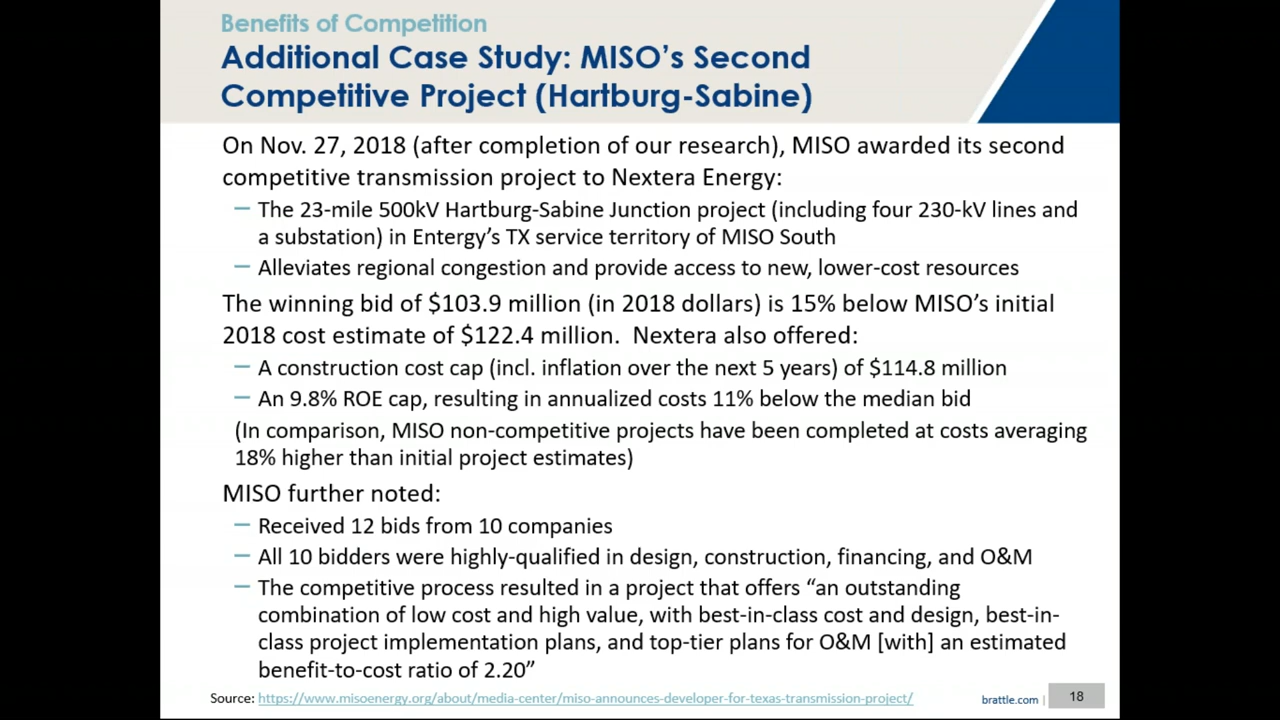 Benefits of Competition
Additional Case Study: MISO’s Second
Competitive Project (Hartburg-Sabine)
On Nov. 27, 2018 (after completion of our research), MISO awarded its second
competitive transmission project to Nextera Energy:
– The 23-mile 500kV Hartburg-Sabine Junction project (including four 230-kV lines and
a substation) in Entergy’s TX service territory of MISO South
– Alleviates regional congestion and provide access to new, lower-cost resources
The winning bid of $103.9 million (in 2018 dollars) is 15% below MISO’s initial
2018 cost estimate of $122.4 million. Nextera also offered:
– A construction cost cap (incl. inflation over the next 5 years) of $114.8 million
– An 9.8% ROE cap, resulting in annualized costs 11% below the median bid
(In comparison, MISO non-competitive projects have been completed at costs averaging
18% higher than initial project estimates)
MISO further noted:
– Received 12 bids from 10 companies
– All 10 bidders were highly-qualified in design, construction, financing, and O&M
– The competitive process resulted in a project that offers “an outstanding
combination of low cost and high value, with best-in-class cost and design, best-in-
class project implementation plans, and top-tier plans for O&M [with] an estimated
benefit-to-cost ratio of 2.20”
Source: https://www.misoenergy.org/about/media-center/miso-announces-developer-for-texas-transmission-project/
brattle.com | 18